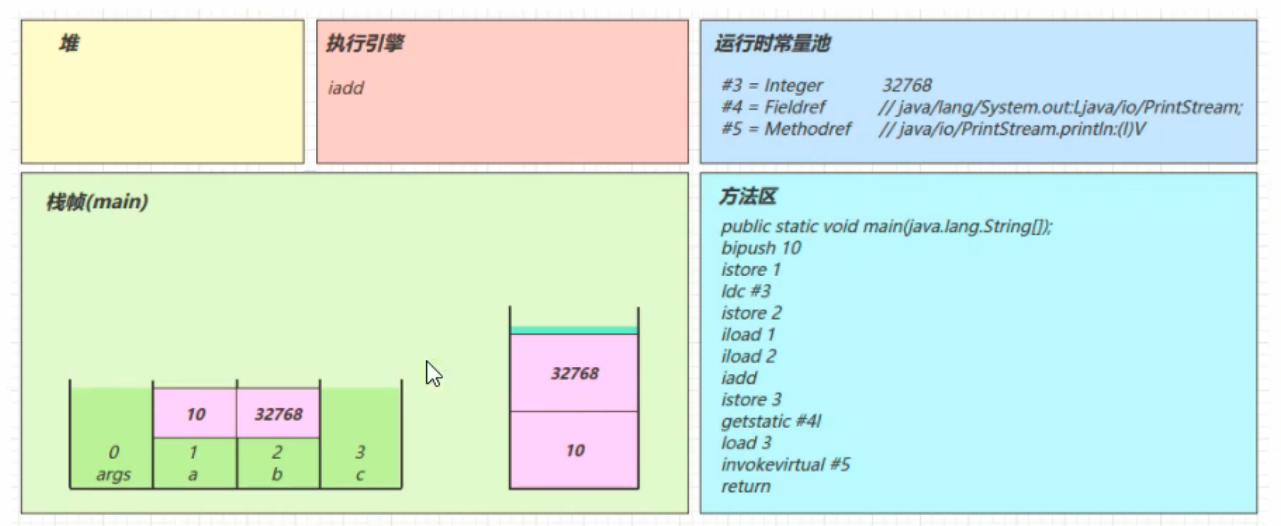 堆
执行引擎
iadd
运行时常量池
#3 = Integer 32768
#4 = Fieldref // java/lang/System.out:Ljava/io/PrintStream;
#5 = Methodref // java/io/PrintStream.println:(I)V
栈帧(main)
32768
10
10 32768
0 1 2 3
args a b c
方法区
public static void main(java.lang.String[]);
bipush 10
istore 1
ldc #3
istore 2
iload 1
iload 2
iadd
istore 3
getstatic #4l
load 3
invokevirtual #5
return